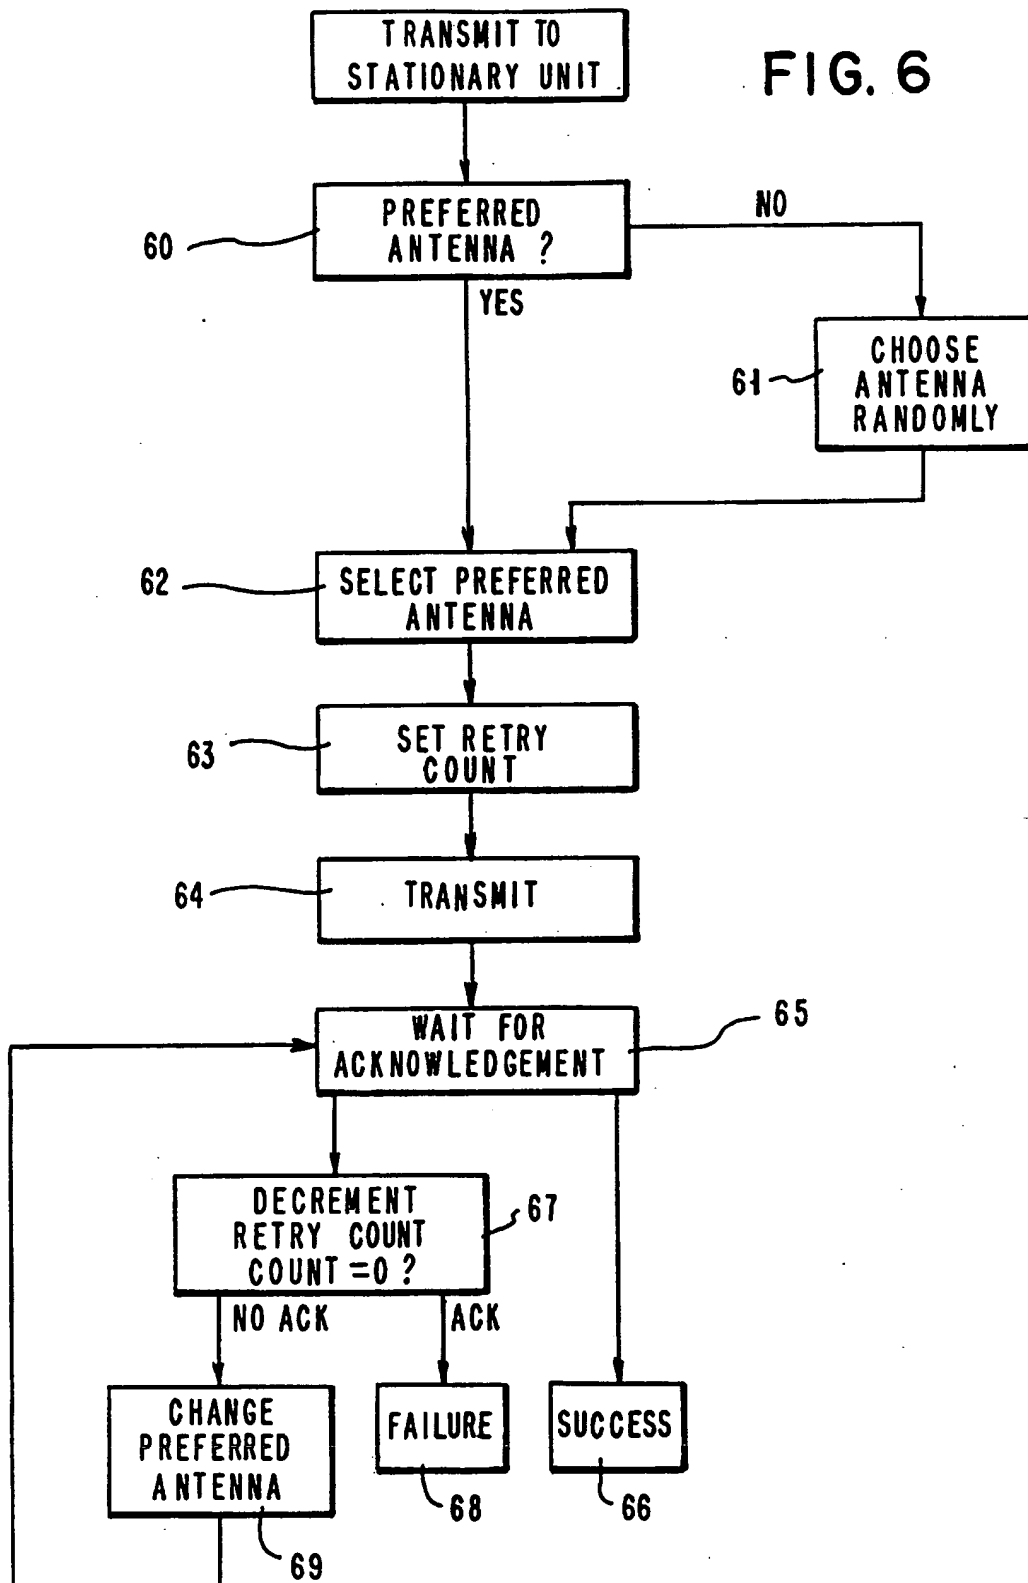 TRANSMIT TO
STATIONARY UNIT
FIG. 6
PREFERRED
ANTENNA ?
60
NO
YES
CHOOSE
ANTENNA
RANDOMLY
61
62
SELECT PREFERRED
ANTENNA
63
SET RETRY
COUNT
64
TRANSMIT
WAIT FOR
ACKNOWLEDGEMENT
65
DECREMENT
RETRY COUNT
COUNT =0 ?
67
NO ACK
ACK
CHANGE
PREFERRED
ANTENNA
FAILURE
SUCCESS
68
66
69